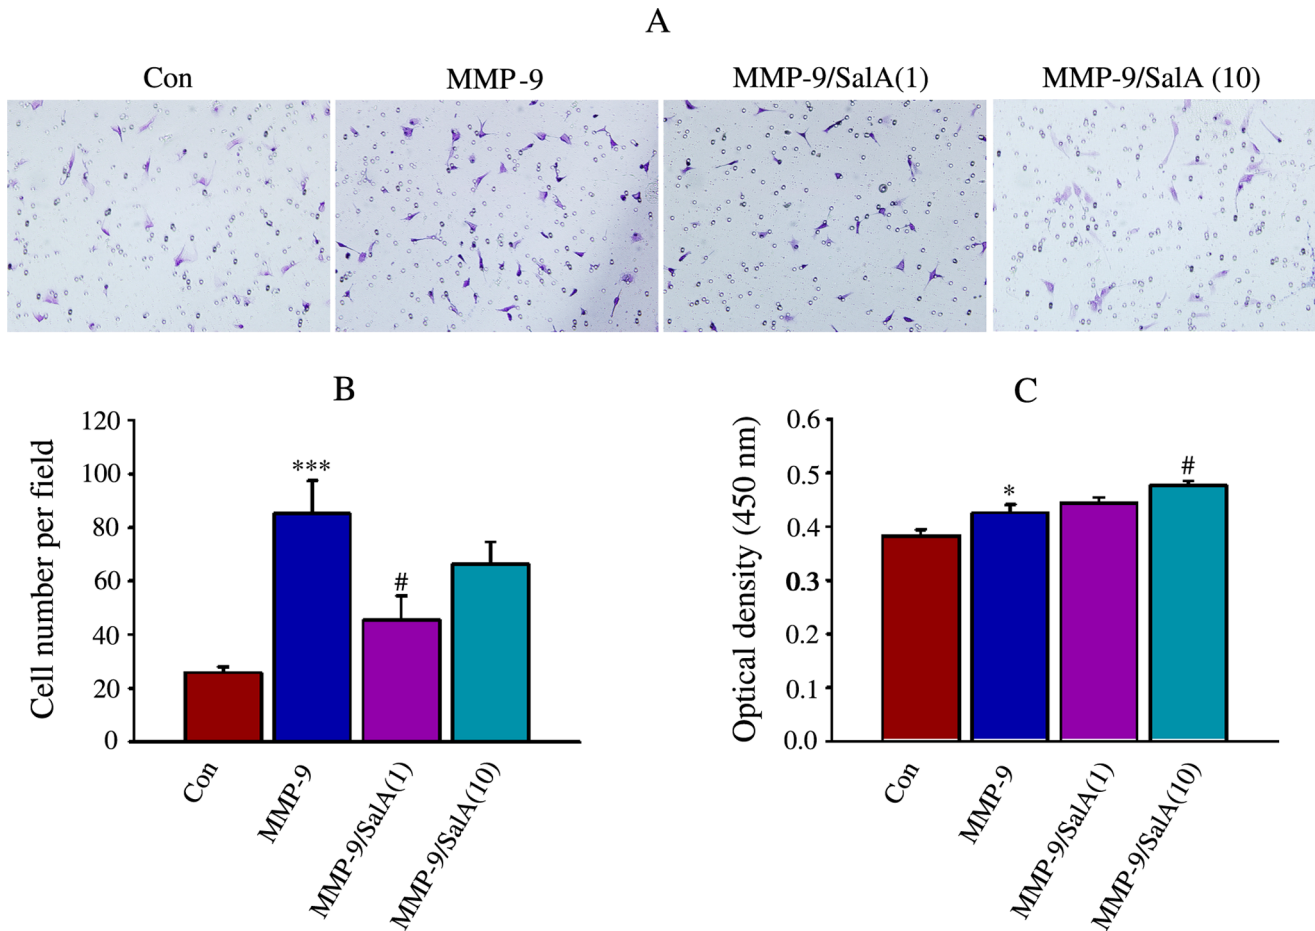 A
Con
MMP-9
MMP-9/SalA(1)
MMP-9/SalA (10)
B
Cell number per field
120
100
80
60
40
20
0
***
#
Con
MMP-9
MMP-9/SalA(1)
MMP-9/SalA(10)
C
Optical density (450 nm)
0.6
0.5
0.4
0.3
0.2
0.1
0.0
*
#
Con
MMP-9
MMP-9/SalA(1)
MMP-9/SalA(10)